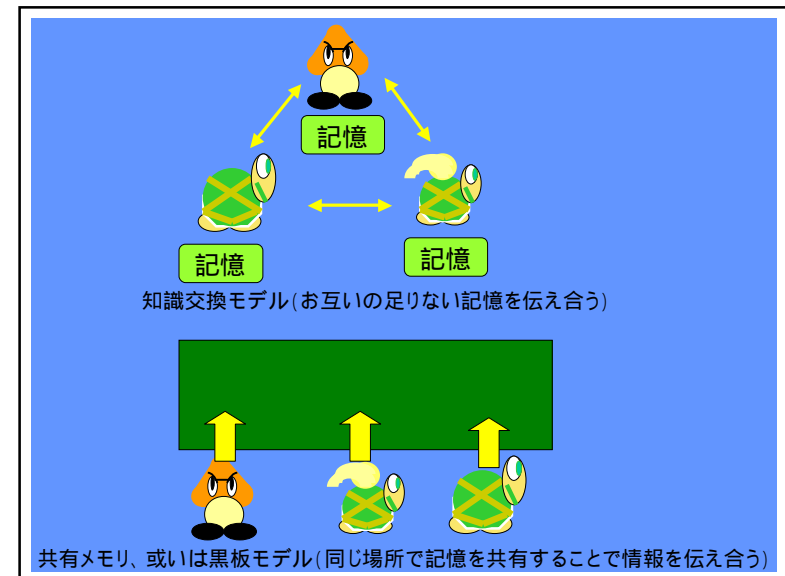 記憶
記憶
記憶
知識交換モデル(お互いの足りない記憶を伝え合う)
共有メモリ、或いは黒板モデル(同じ場所で記憶を共有することで情報を伝え合う)